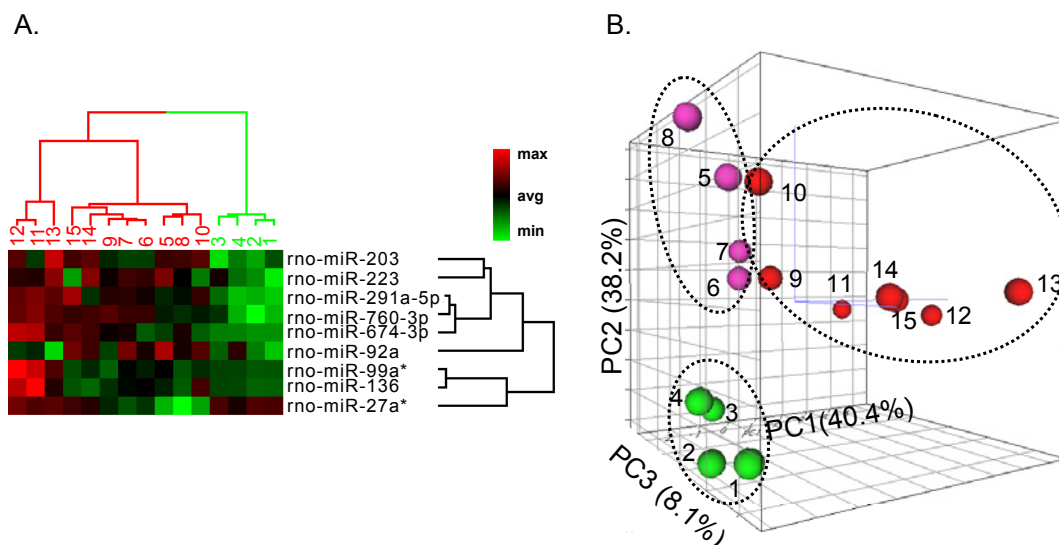 A.
B.
max
avg
min
12 11 13 15 14 9 7 6 5 8 10 3 4 2 1
rno-miR-203
rno-miR-223
rno-miR-291a-5p
rno-miR-760-3p
rno-miR-674-3p
rno-miR-92a
rno-miR-99a*
rno-miR-136
rno-miR-27a*
8
5
10
7
6
9
11
14
13
15
12
4
3
2
1
PC2 (38.2%)
PC1(40.4%)
PC3 (8.1%)